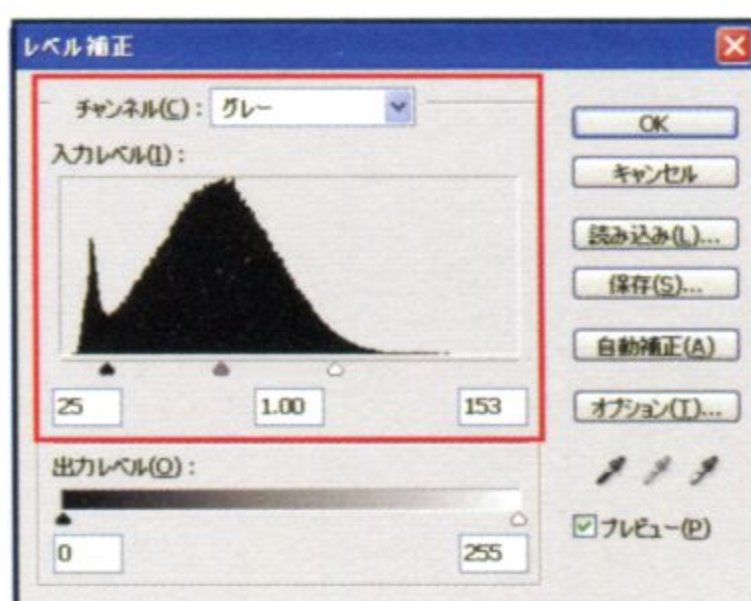 レベル補正
チャンネル(C): グレー
入力レベル(I):
25 1.00 153
出力レベル(O):
0 255
OK
キャンセル
読み込み(L)...
保存(S)...
自動補正(A)
オプション(T)...
プレビュー(P)